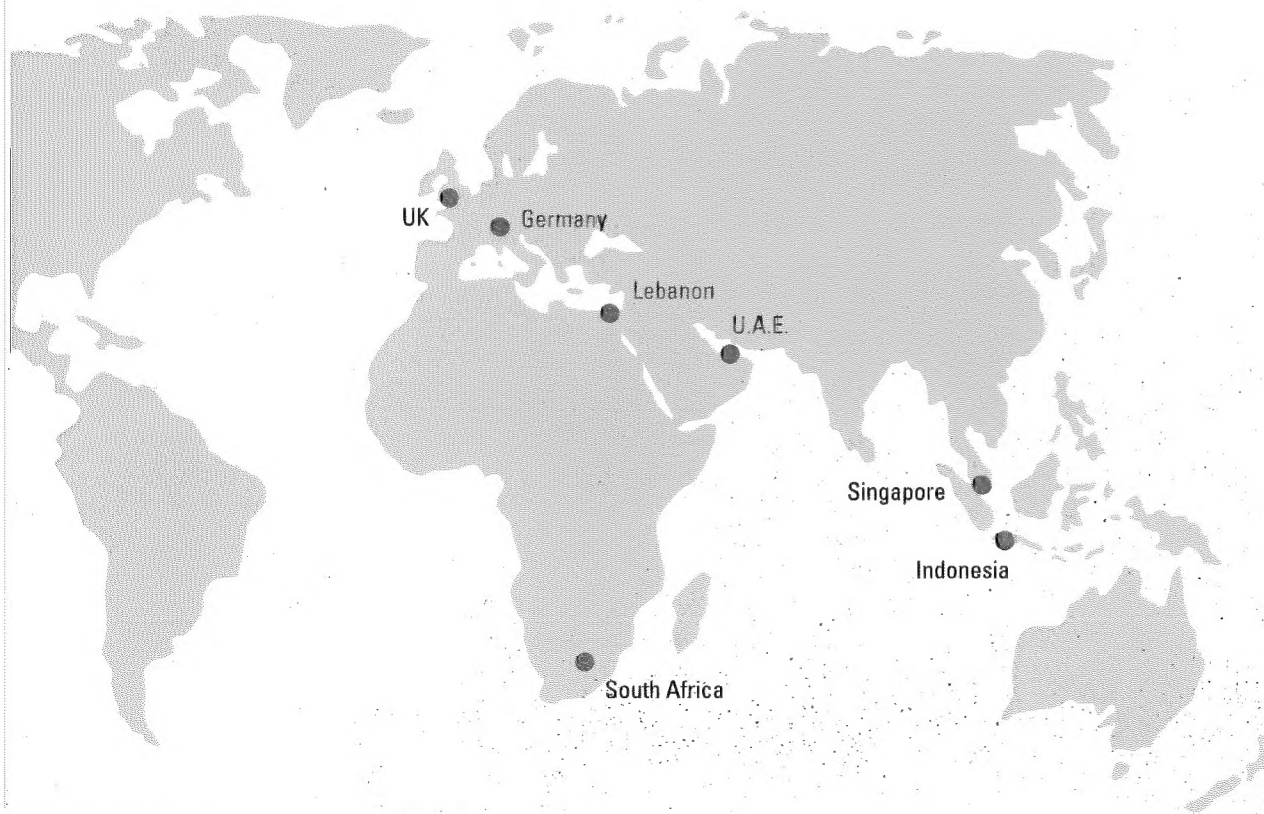 UK
Germany
Lebanon
U.A.E.
Singapore
Indonesia
South Africa